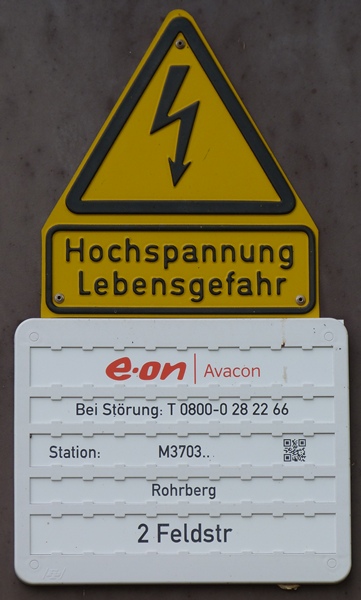 Hochspannung
Lebensgefahr
e·on | Avacon
Bei Störung: T 0800-0 28 22 66
Station: M3703..
Rohrberg
2 Feldstr